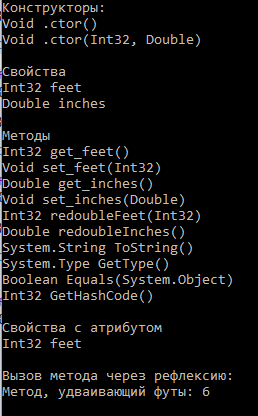 Конструкторы:
Void .ctor()
Void .ctor(Int32, Double)
Свойства
Int32 feet
Double inches
Методы
Int32 get_feet()
Void set_feet(Int32)
Double get_inches()
Void set_inches(Double)
Int32 redoubleFeet(Int32)
Double redoubleInches()
System.String ToString()
System.Type GetType()
Boolean Equals(System.Object)
Int32 GetHashCode()
Свойства с атрибутом
Int32 feet
Вызов метода через рефлексию:
Метод, удваивающий футы: 6